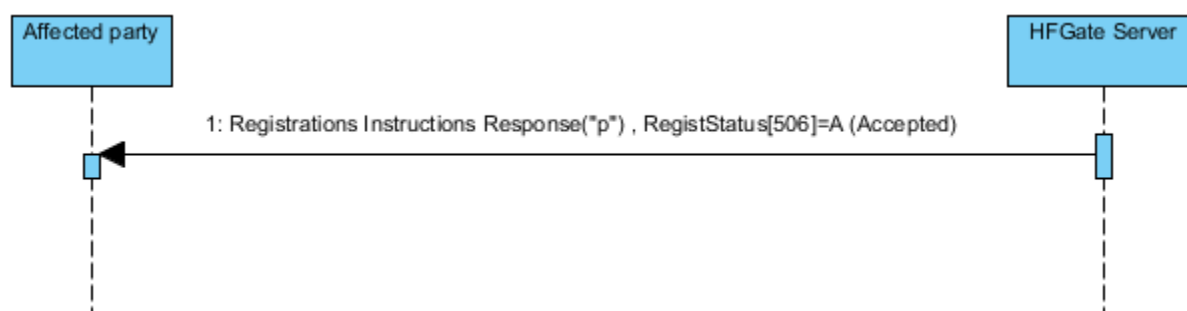 Affected party
HFGate Server
1: Registrations Instructions Response("p") , RegistStatus[506]=A (Accepted)